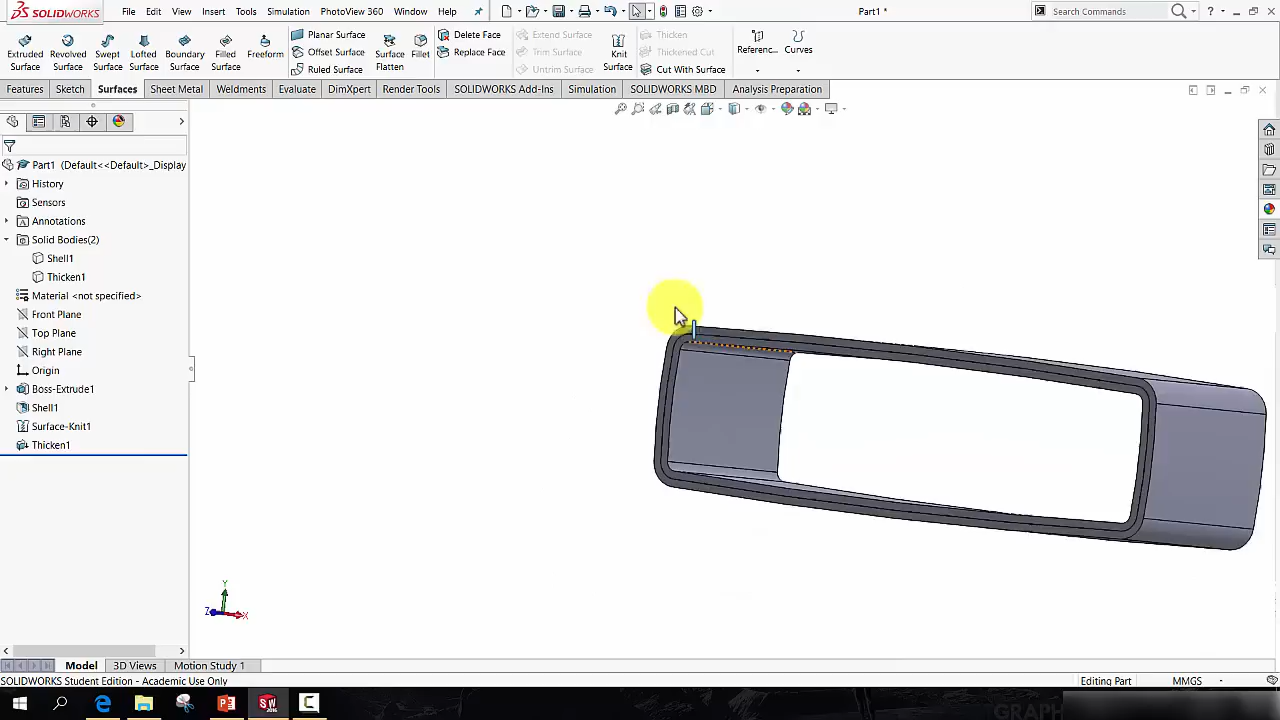 SOLIDWORKS File Edit View Insert Tools Simulation PhotoView 360 Window Help Part1 * Search Commands ?
Extruded Surface
Revolved Surface
Swept Surface
Lofted Surface
Boundary Surface
Filled Surface
Freeform
Planar Surface
Offset Surface
Ruled Surface
Surface Flatten
Fillet
Delete Face
Replace Face
Extend Surface
Trim Surface
Untrim Surface
Knit Surface
Thicken
Thickened Cut
Cut With Surface
Referenc...
Curves
Features Sketch Surfaces Sheet Metal Weldments Evaluate DimXpert Render Tools SOLIDWORKS Add-Ins Simulation SOLIDWORKS MBD Analysis Preparation
Part1 (Default<<Default>_Display
History
Sensors
Annotations
Solid Bodies(2)
Shell1
Thicken1
Material <not specified>
Front Plane
Top Plane
Right Plane
Origin
Boss-Extrude1
Shell1
Surface-Knit1
Thicken1
Y
Z X
Model 3D Views Motion Study 1
SOLIDWORKS Student Edition - Academic Use Only Editing Part MMGS